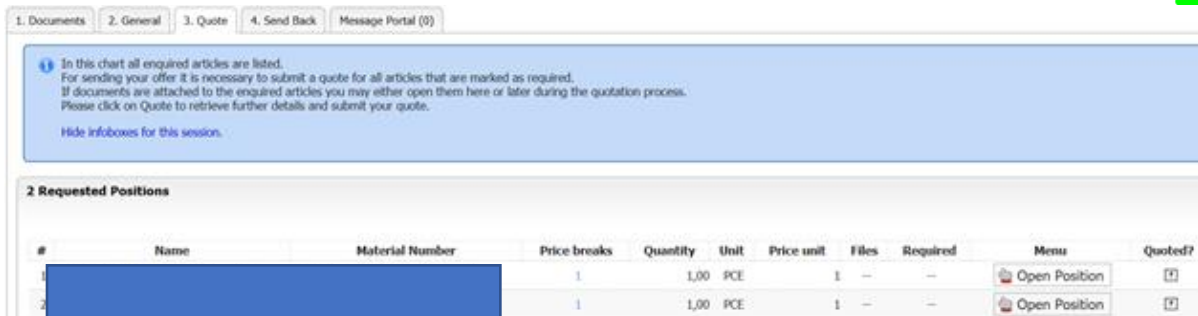 1. Documents 2. General 3. Quote 4. Send Back Message Portal (0)
In this chart all enquired articles are listed.
For sending your offer it is necessary to submit a quote for all articles that are marked as required.
If documents are attached to the enquired articles you may either open them here or later during the quotation process.
Please click on Quote to retrieve further details and submit your quote.
Hide infoboxes for this session.
2 Requested Positions
# Name Material Number Price breaks Quantity Unit Price unit Files Required Menu Quoted?
1 1 1,00 PCE 1 -- -- Open Position
2 1 1,00 PCE 1 -- -- Open Position